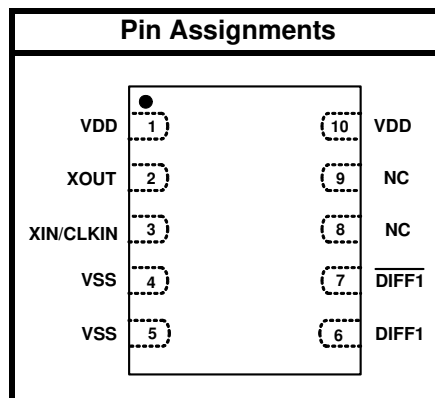 Pin Assignments
VDD 1 10 VDD
XOUT 2 9 NC
XIN/CLKIN 3 8 NC
VSS 4 7 DIFF1
VSS 5 6 DIFF1